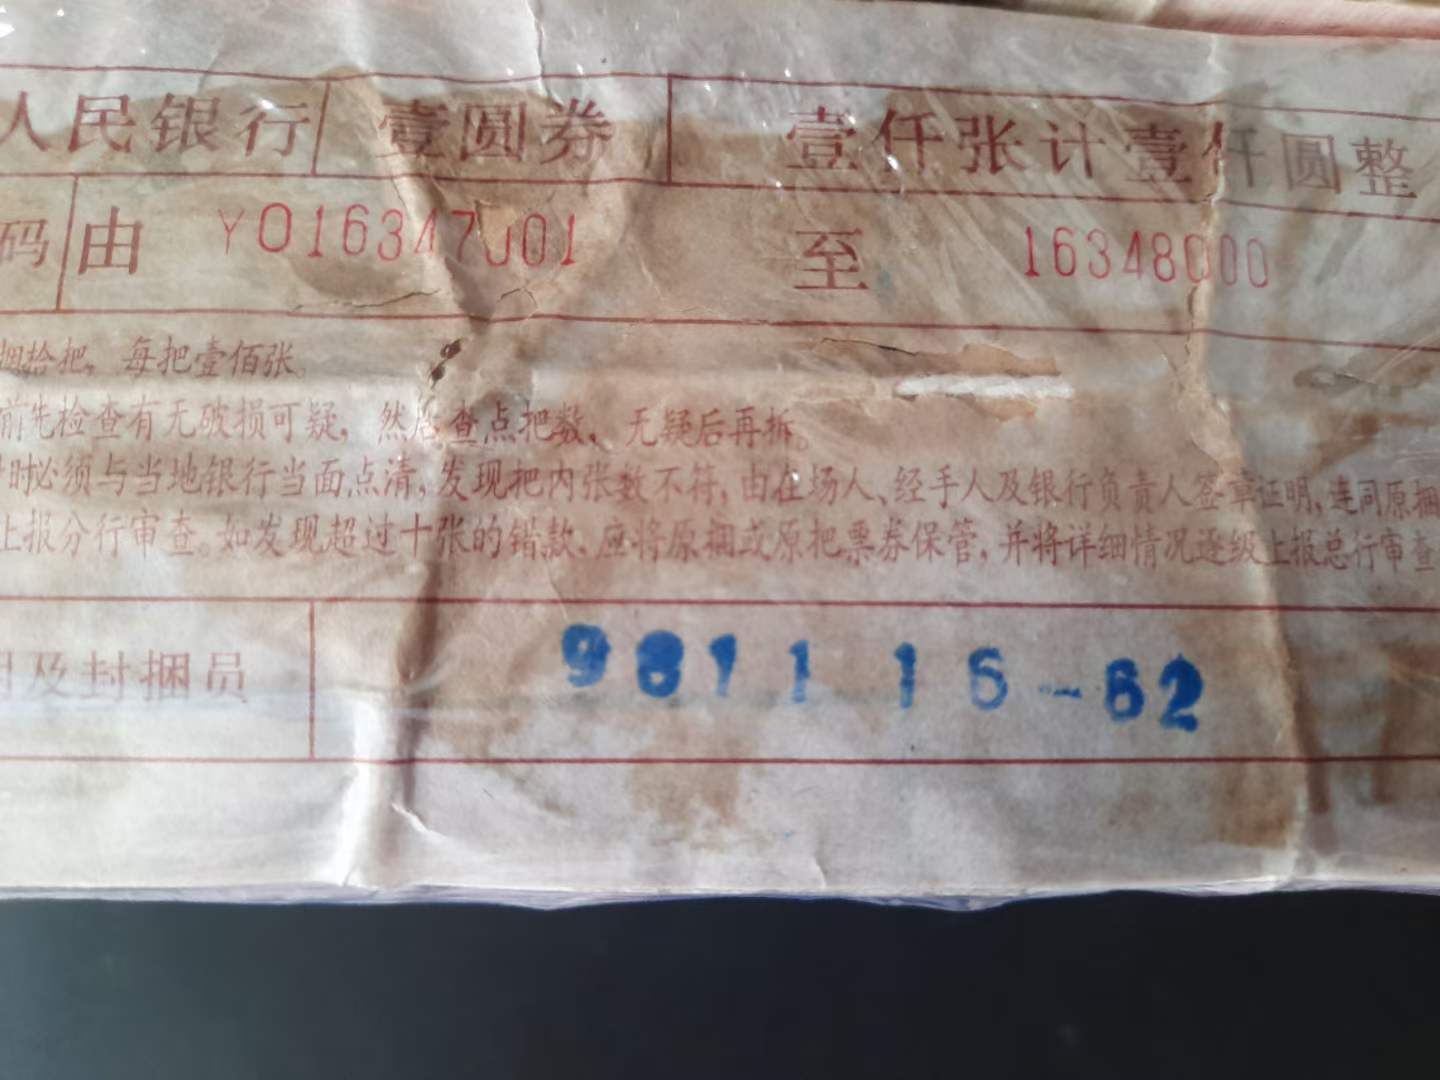 人民银行 壹圆券 壹仟张计壹仟圆整
码 由 YO16347001 至 16348000
捆拾把，每把壹佰张。
前先检查有无破损可疑，然后查点把数、无疑后再拆。
时必须与当地银行当面点清，发现把内张数不符，由在场人、经手人及银行负责人签章证明，连同原捆
上报分行审查。如发现超过十张的错款、应将原捆或原把票券保管，并将详细情况逐级上报总行审查
及封捆员 9811 16-62